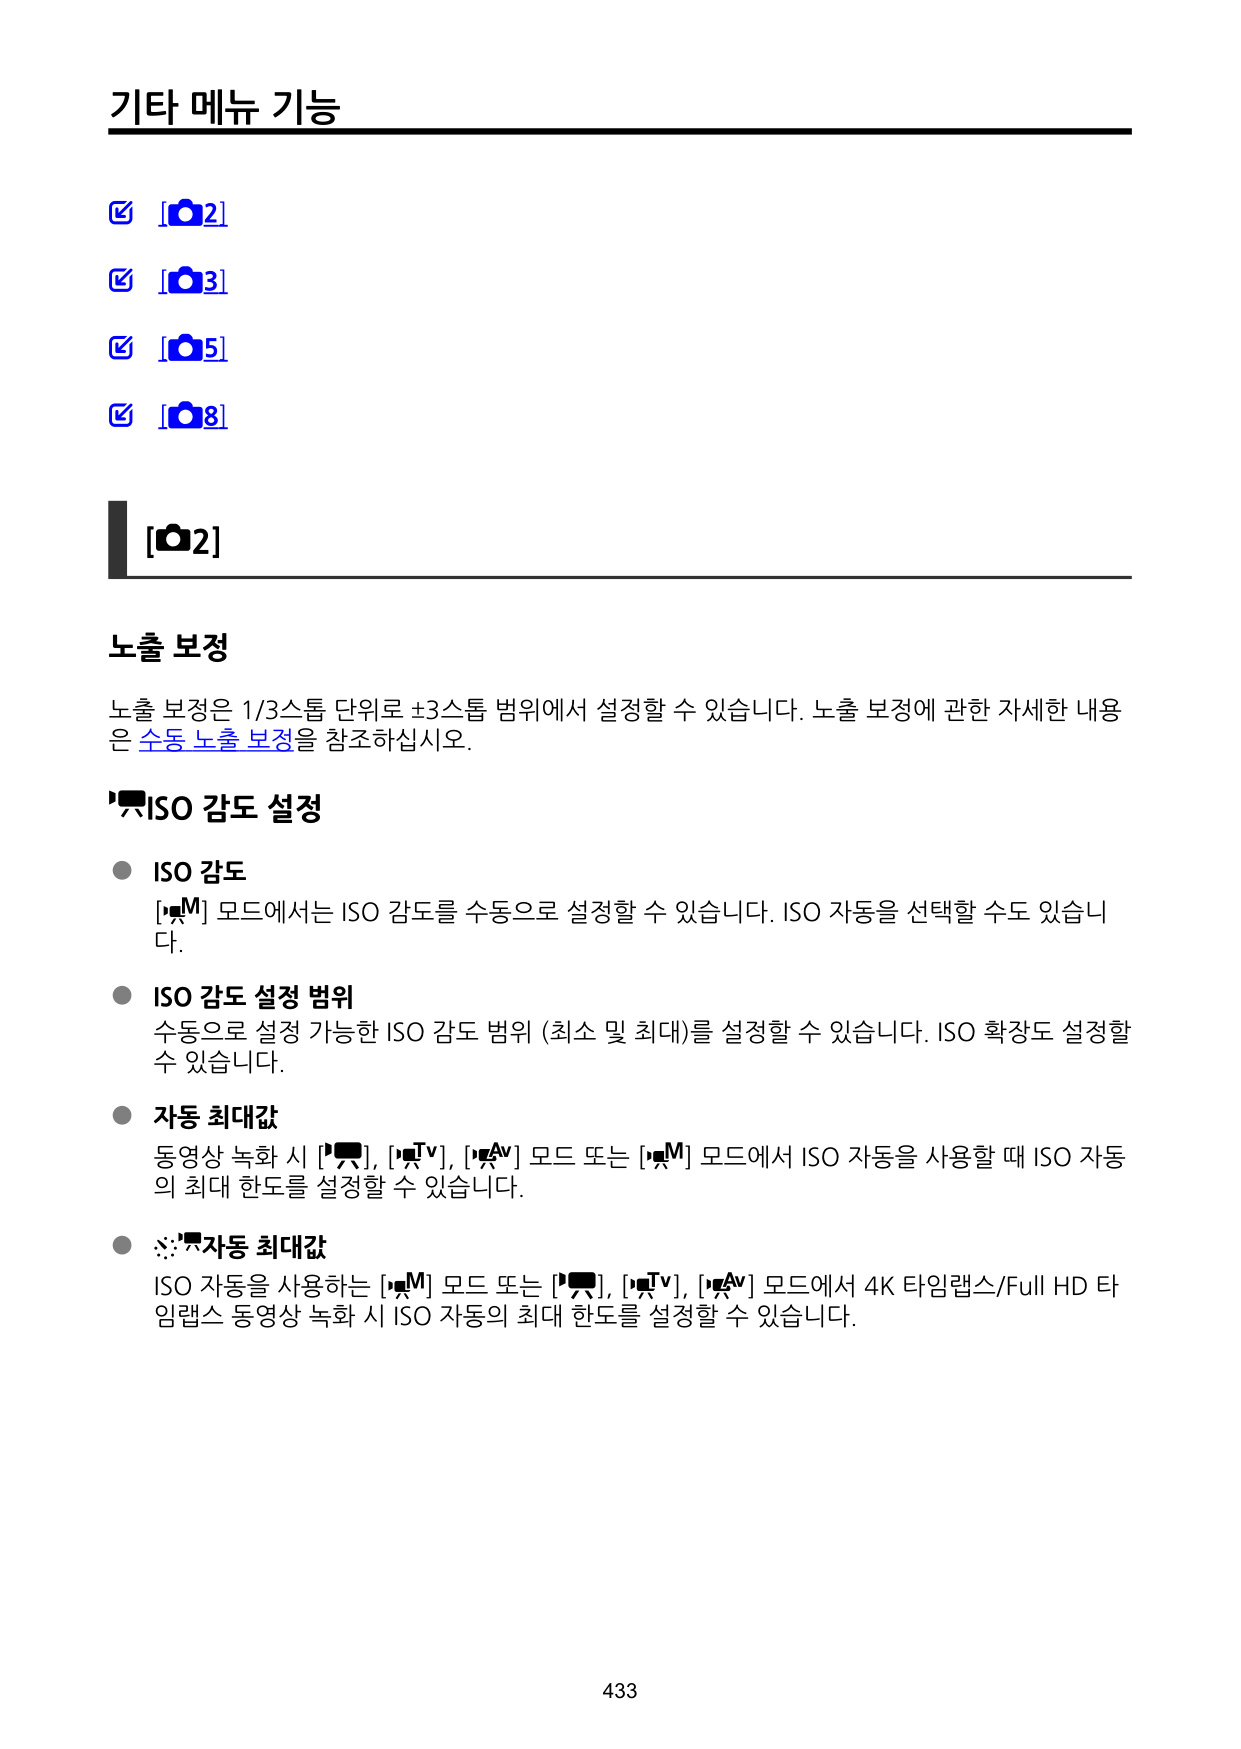 기타 메뉴 기능
[2]
[3]
[5]
[8]
[2]
노출 보정
노출 보정은 1/3스톱 단위로 ±3스톱 범위에서 설정할 수 있습니다. 노출 보정에 관한 자세한 내용
은 수동 노출 보정을 참조하십시오.
ISO 감도 설정
● ISO 감도
[M] 모드에서는 ISO 감도를 수동으로 설정할 수 있습니다. ISO 자동을 선택할 수도 있습니
다.
● ISO 감도 설정 범위
수동으로 설정 가능한 ISO 감도 범위 (최소 및 최대)를 설정할 수 있습니다. ISO 확장도 설정할
수 있습니다.
● 자동 최대값
동영상 녹화 시 [], [Tv], [Av] 모드 또는 [M] 모드에서 ISO 자동을 사용할 때 ISO 자동
의 최대 한도를 설정할 수 있습니다.
● 자동 최대값
ISO 자동을 사용하는 [M] 모드 또는 [], [Tv], [Av] 모드에서 4K 타임랩스/Full HD 타
임랩스 동영상 녹화 시 ISO 자동의 최대 한도를 설정할 수 있습니다.
433